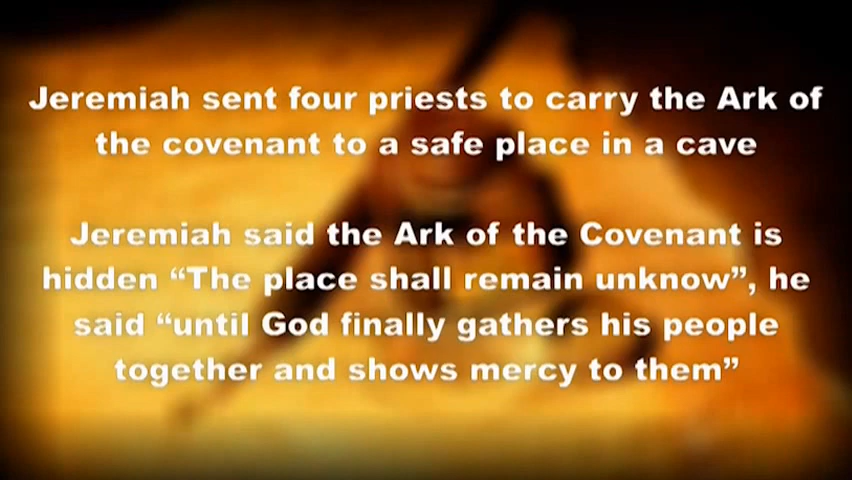 Jeremiah sent four priests to carry the Ark of
the covenant to a safe place in a cave
Jeremiah said the Ark of the Covenant is
hidden “The place shall remain unknow”, he
said “until God finally gathers his people
together and shows mercy to them”